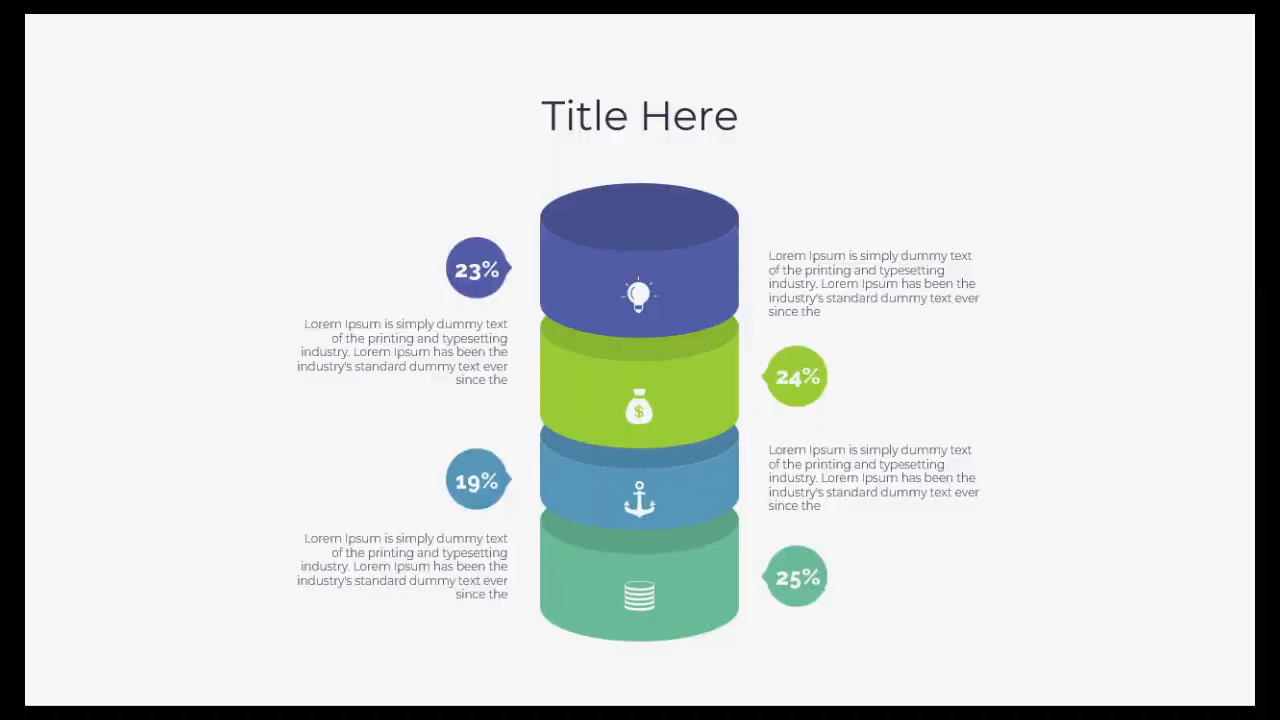 Title Here
23%
Lorem Ipsum is simply dummy text
of the printing and typesetting
industry. Lorem Ipsum has been the
industry's standard dummy text ever
since the
Lorem Ipsum is simply dummy text
of the printing and typesetting
industry. Lorem Ipsum has been the
industry's standard dummy text ever
since the
24%
$
19%
Lorem Ipsum is simply dummy text
of the printing and typesetting
industry. Lorem Ipsum has been the
industry's standard dummy text ever
since the
Lorem Ipsum is simply dummy text
of the printing and typesetting
industry. Lorem Ipsum has been the
industry's standard dummy text ever
since the
25%